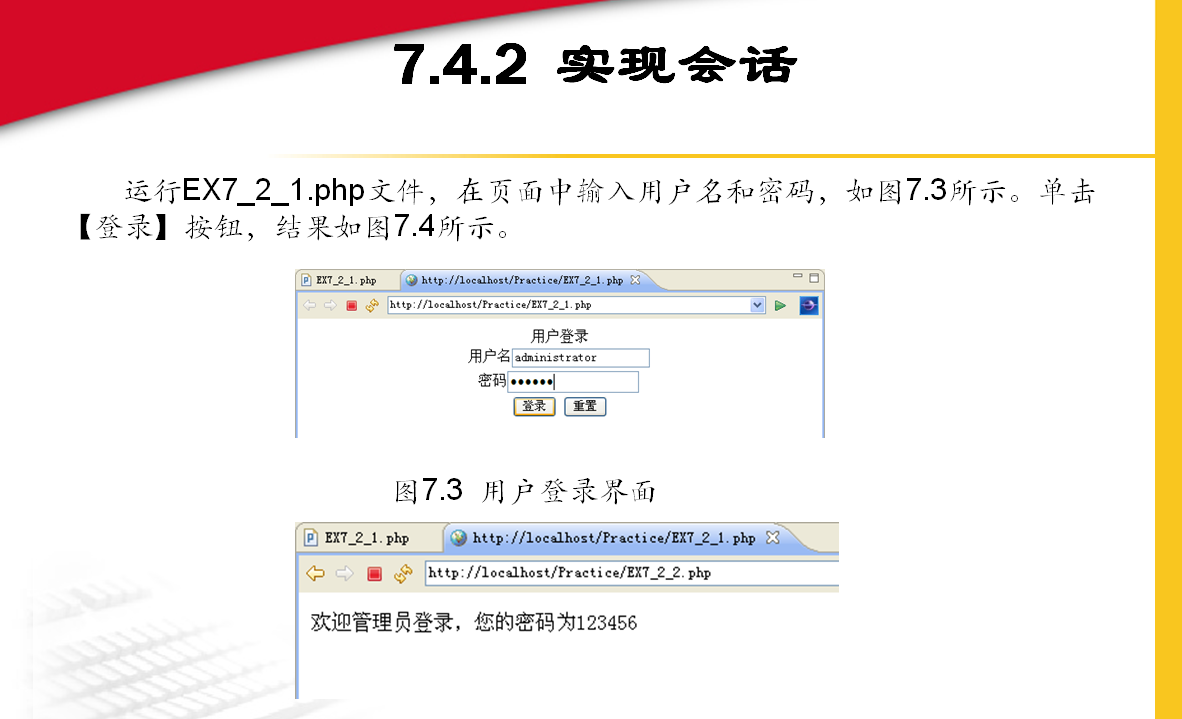 7.4.2 实现会话
运行EX7_2_1.php文件，在页面中输入用户名和密码，如图7.3所示。单击
【登录】按钮，结果如图7.4所示。
EX7_2_1.php http://localhost/Practice/EX7_2_1.php
http://localhost/Practice/EX7_2_1.php
用户登录
用户名 administrator
密码 ●●●●●●
登录 重置
图7.3 用户登录界面
EX7_2_1.php http://localhost/Practice/EX7_2_1.php
http://localhost/Practice/EX7_2_2.php
欢迎管理员登录，您的密码为123456